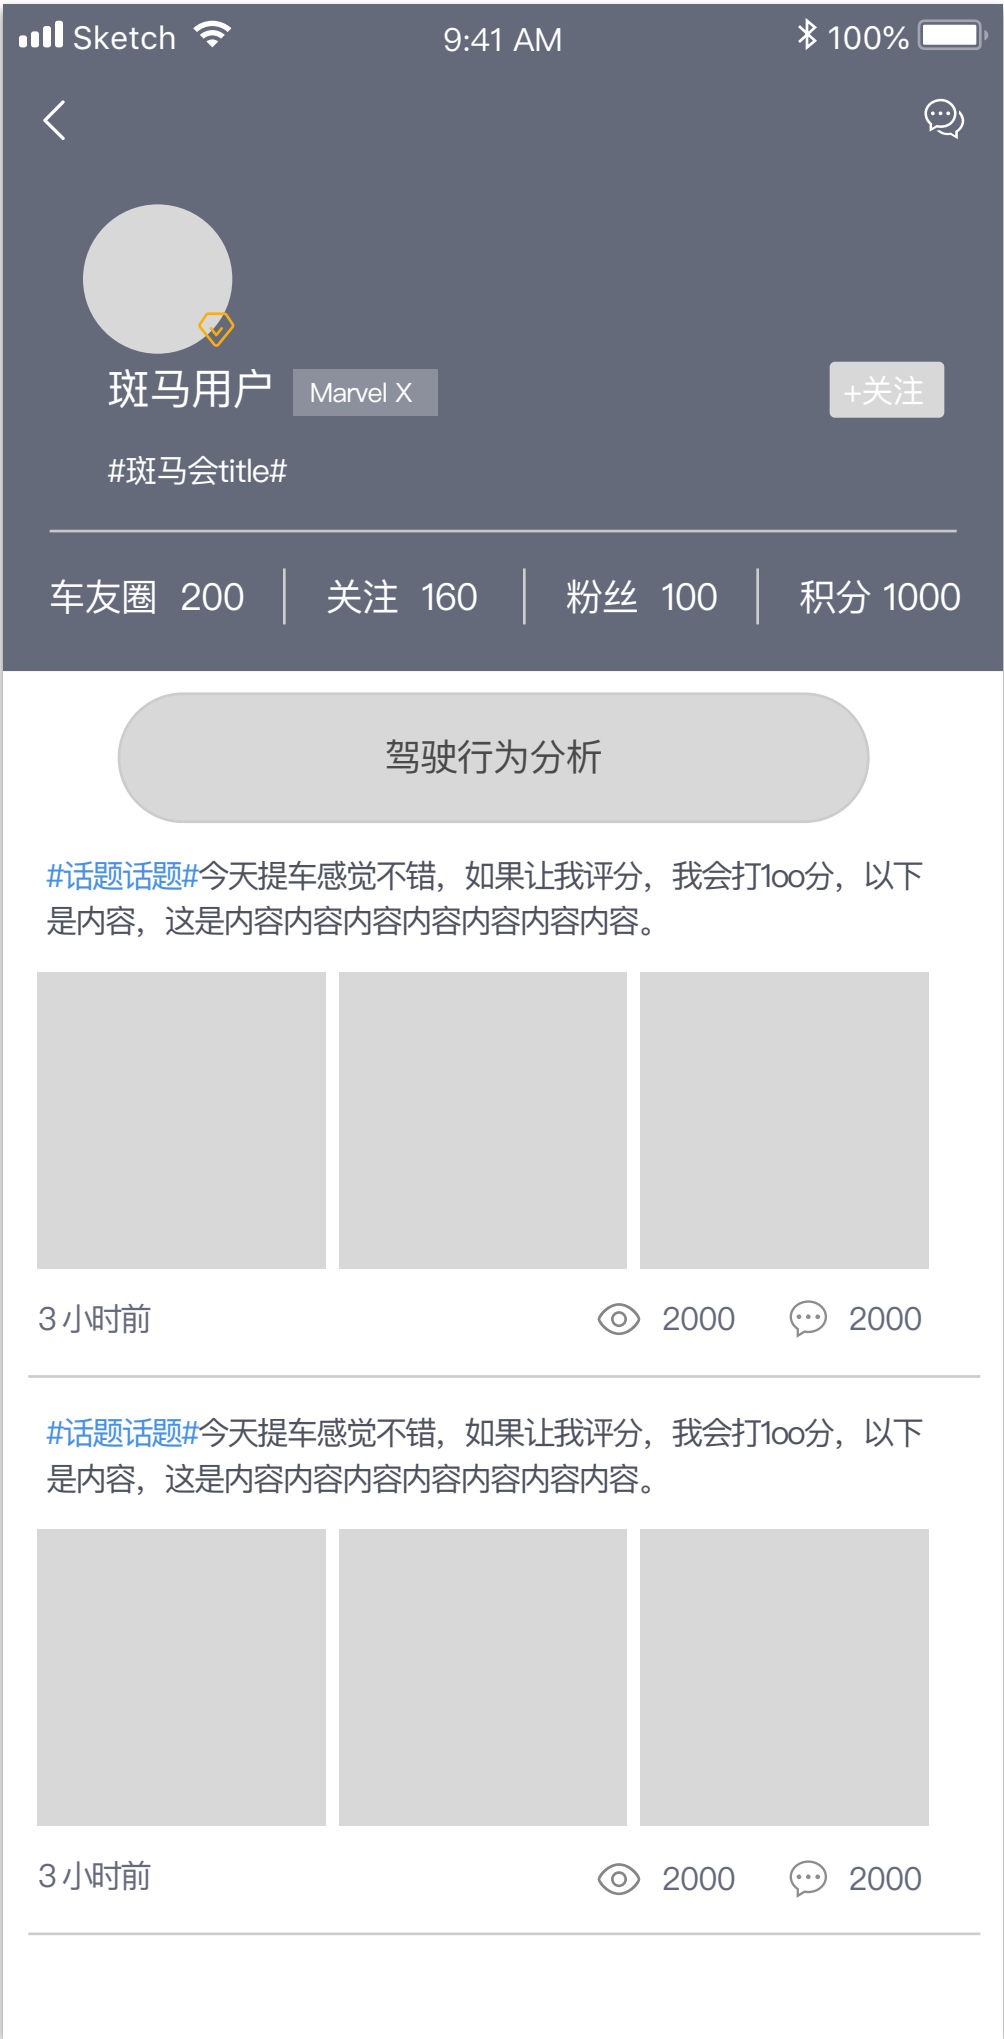 Sketch 9:41 AM 100%
斑马用户 Marvel X +关注
#斑马会title#
车友圈 200 关注 160 粉丝 100 积分 1000
驾驶行为分析
#话题话题#今天提车感觉不错，如果让我评分，我会打1oo分，以下
是内容，这是内容内容内容内容内容内容内容。
3 小时前 2000 2000
#话题话题#今天提车感觉不错，如果让我评分，我会打1oo分，以下
是内容，这是内容内容内容内容内容内容内容。
3 小时前 2000 2000